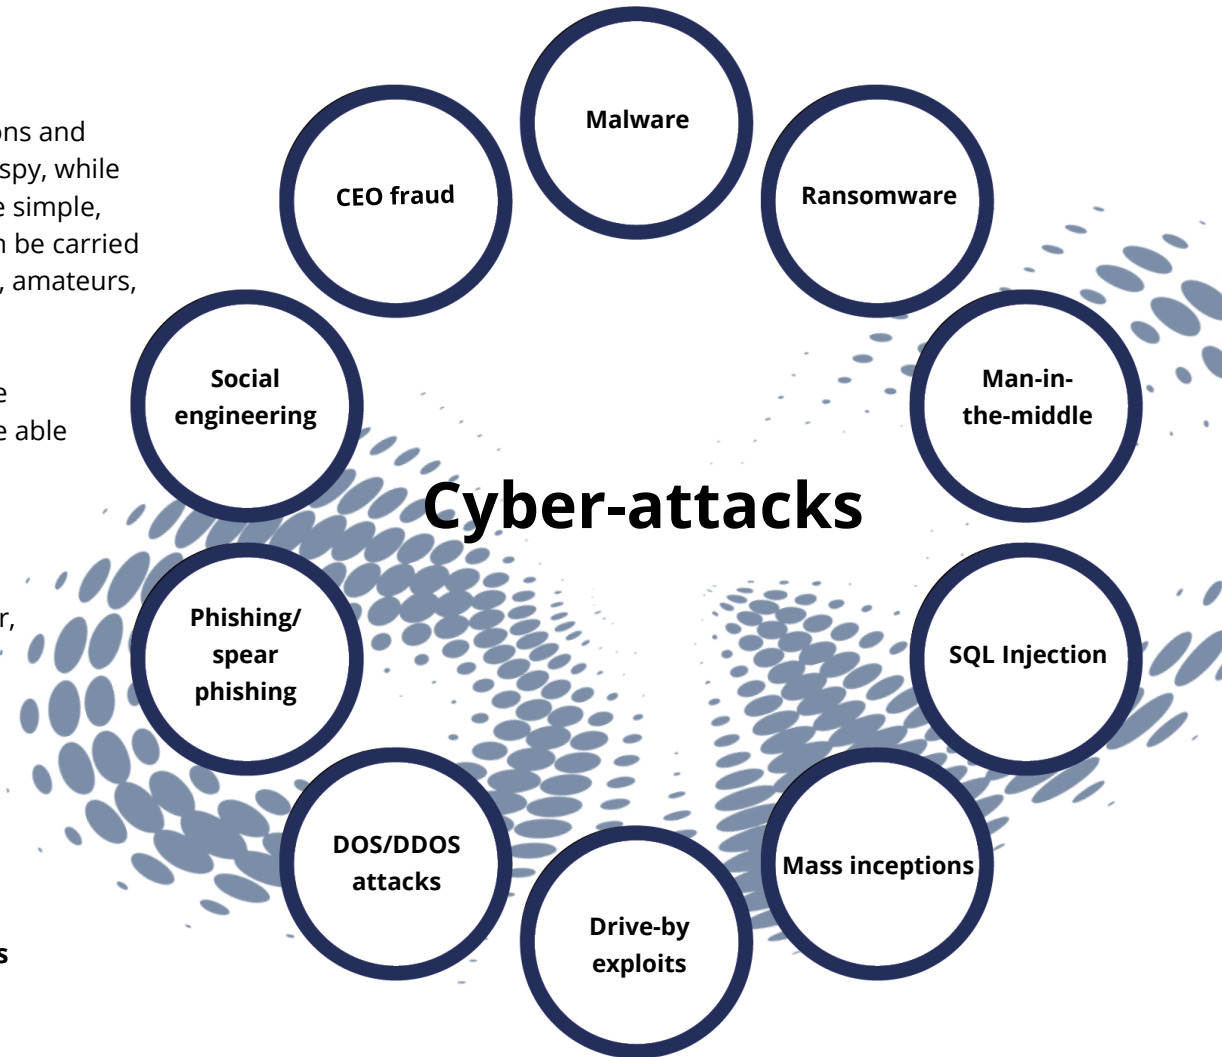 ons and
spy, while
e simple,
n be carried
, amateurs,
e
e able
r,
s
Malware
CEO fraud
Ransomware
Social
engineering
Man-in-
the-middle
Cyber-attacks
Phishing/
spear
phishing
SQL Injection
DOS/DDOS
attacks
Mass inceptions
Drive-by
exploits